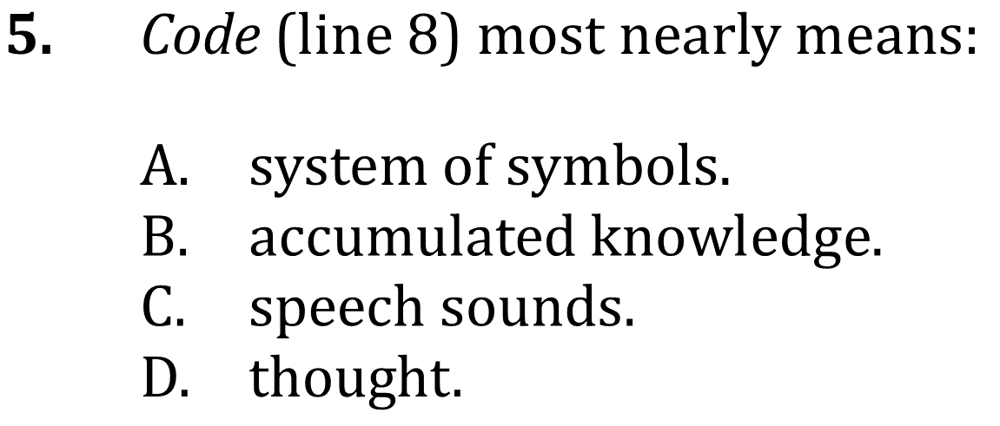 5. Code (line 8) most nearly means:
A. system of symbols.
B. accumulated knowledge.
C. speech sounds.
D. thought.